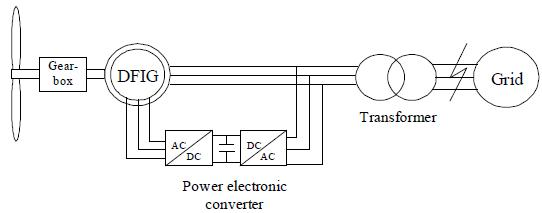 Gear-
box
DFIG
Grid
Transformer
AC
DC
DC
AC
Power electronic
converter